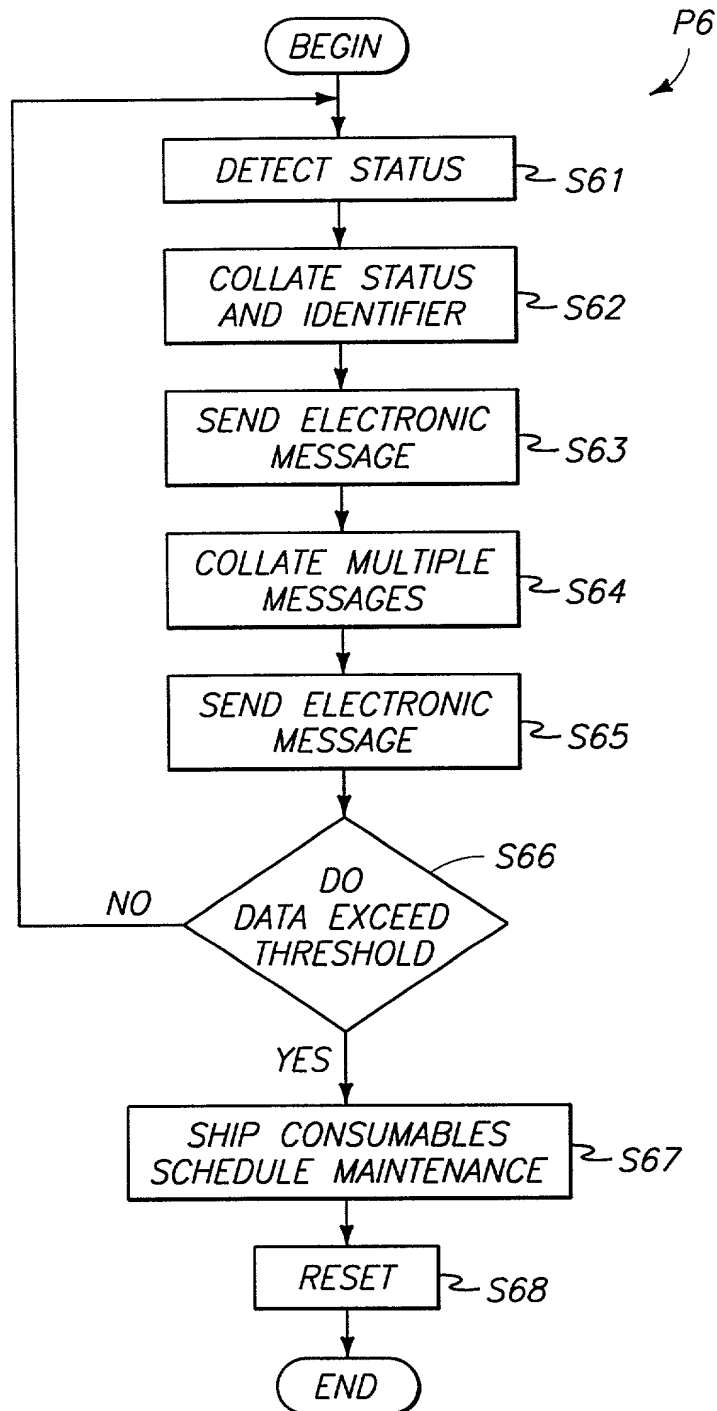 P6
BEGIN
DETECT STATUS
S61
COLLATE STATUS
AND IDENTIFIER
S62
SEND ELECTRONIC
MESSAGE
S63
COLLATE MULTIPLE
MESSAGES
S64
SEND ELECTRONIC
MESSAGE
S65
S66
DO
DATA EXCEED
THRESHOLD
NO
YES
SHIP CONSUMABLES
SCHEDULE MAINTENANCE
S67
RESET
S68
END